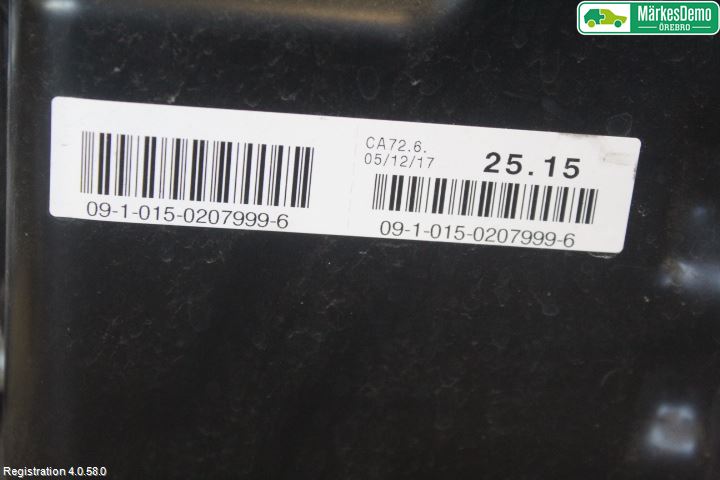 MärkesDemo
ÖREBRO
CA72.6.
05/12/17
25.15
09-1-015-0207999-6
09-1-015-0207999-6
Registration 4.0.58.0